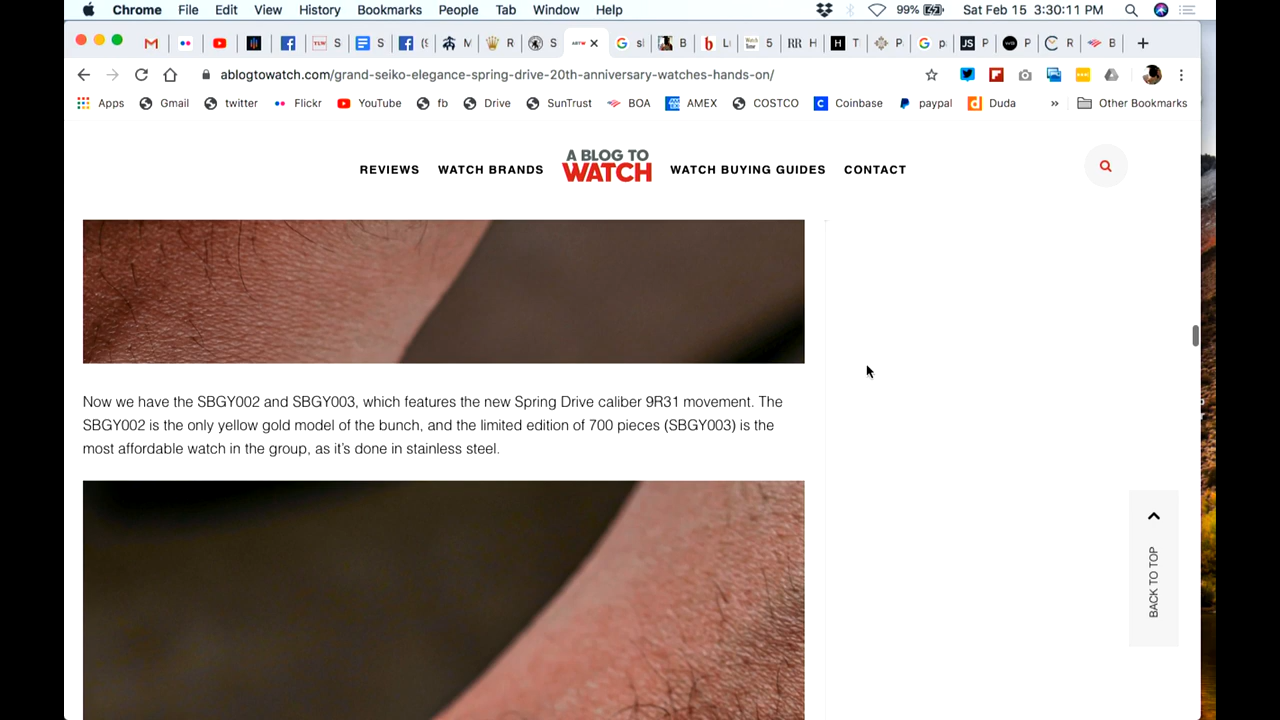 Chrome File Edit View History Bookmarks People Tab Window Help 99% Sat Feb 15 3:30:11 PM
S S (S M R S ARTW S B Li 5 RR H T P p P P R B
ablogtowatch.com/grand-seiko-elegance-spring-drive-20th-anniversary-watches-hands-on/
Apps Gmail twitter Flickr YouTube fb Drive SunTrust BOA AMEX COSTCO Coinbase paypal Duda » Other Bookmarks
REVIEWS WATCH BRANDS A BLOG TO WATCH WATCH BUYING GUIDES CONTACT
Now we have the SBGY002 and SBGY003, which features the new Spring Drive caliber 9R31 movement. The
SBGY002 is the only yellow gold model of the bunch, and the limited edition of 700 pieces (SBGY003) is the
most affordable watch in the group, as it's done in stainless steel.
BACK TO TOP